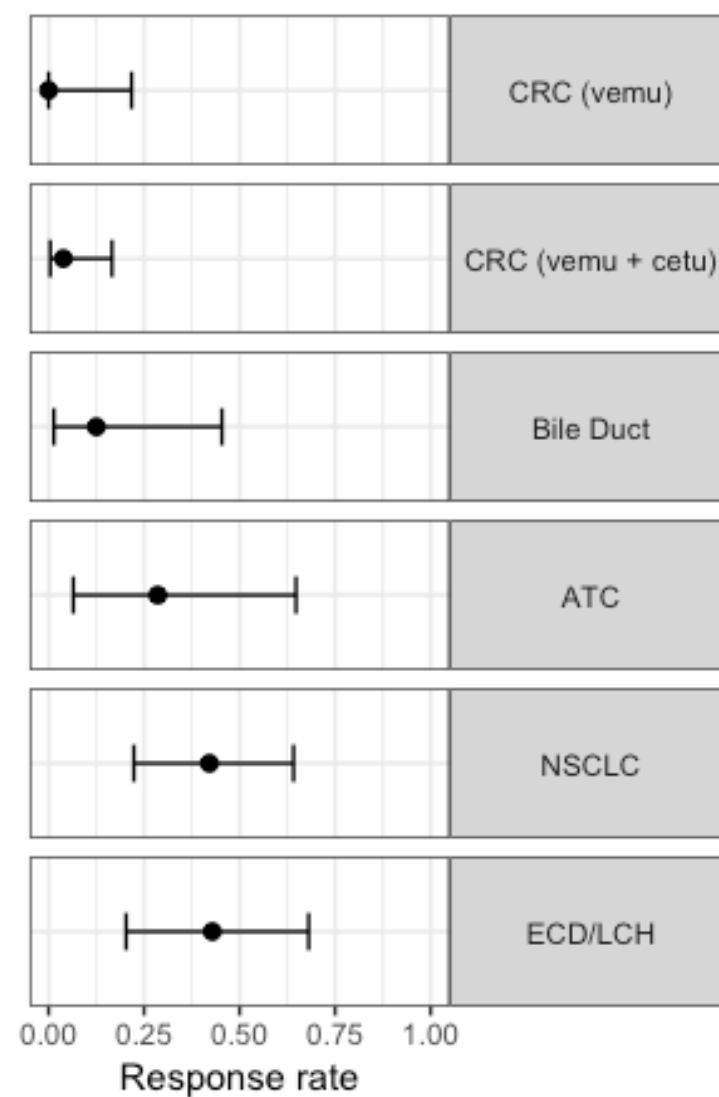 CRC (vemu)
CRC (vemu + cetu)
Bile Duct
ATC
NSCLC
ECD/LCH
0.00 0.25 0.50 0.75 1.00
Response rate